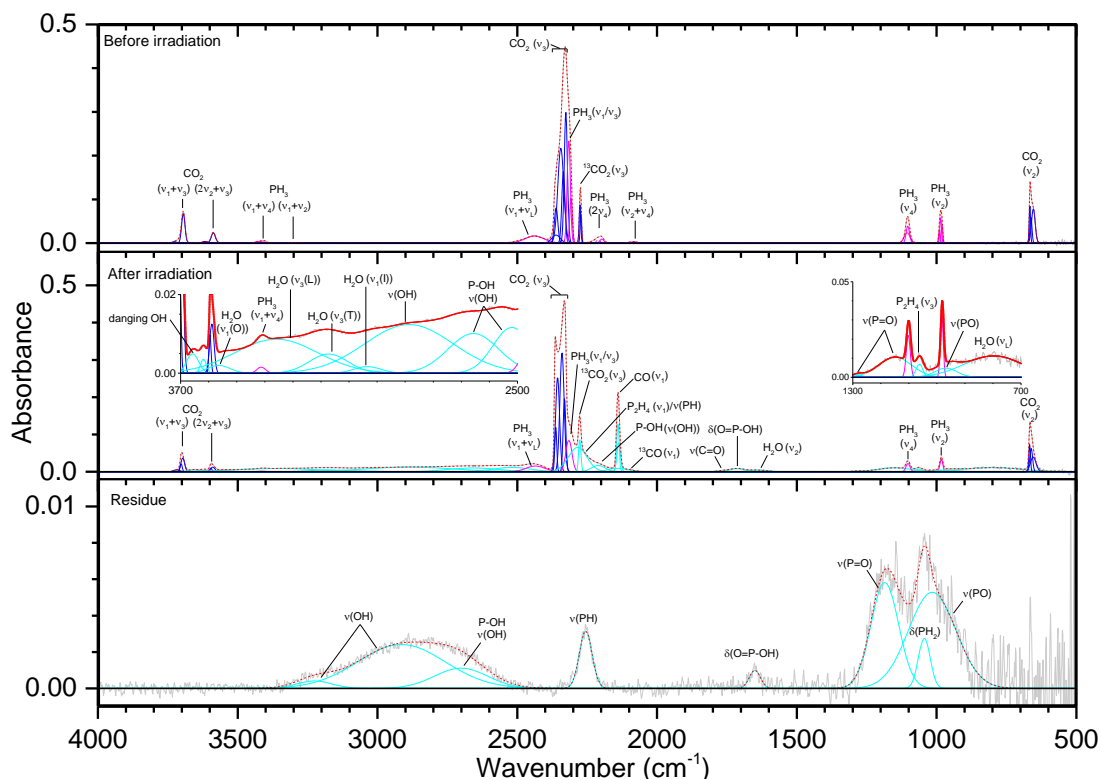 Absorbance
Wavenumber (cm⁻¹)
Before irradiation
0.5
0.0
CO₂
(ν₁+ν₃) (2ν₂+ν₃)
PH₃
(ν₁+ν₄) (ν₁+ν₂)
PH₃
(ν₁+ν_L)
CO₂ (ν₃)
PH₃(ν₁/ν₃)
¹³CO₂(ν₃)
PH₃
(2ν₄)
PH₃
(ν₂+ν₄)
PH₃
(ν₄)
PH₃
(ν₂)
CO₂
(ν₂)
After irradiation
0.5
0.0
0.02
0.00
3700
2500
danging OH
H₂O
(ν₁(O))
PH₃
(ν₁+ν₄)
H₂O (ν₃(L))
H₂O (ν₃(T))
H₂O (ν₁(I))
ν(OH)
P-OH
ν(OH)
CO₂
(ν₁+ν₃) (2ν₂+ν₃)
PH₃
(ν₁+ν_L)
CO₂ (ν₃)
PH₃(ν₁/ν₃)
¹³CO₂(ν₃)
CO(ν₁)
P₂H₄ (ν₁)/ν(PH)
P-OH(ν(OH))
¹³CO(ν₁)
δ(O=P-OH)
ν(C=O)
H₂O (ν₂)
0.05
0.00
1300
700
ν(P=O)
P₂H₄ (ν₃)
ν(PO)
H₂O (ν_L)
PH₃
(ν₄)
PH₃
(ν₂)
CO₂
(ν₂)
Residue
0.01
0.00
ν(OH)
P-OH
ν(OH)
ν(PH)
δ(O=P-OH)
ν(P=O)
δ(PH₂)
ν(PO)
4000 3500 3000 2500 2000 1500 1000 500